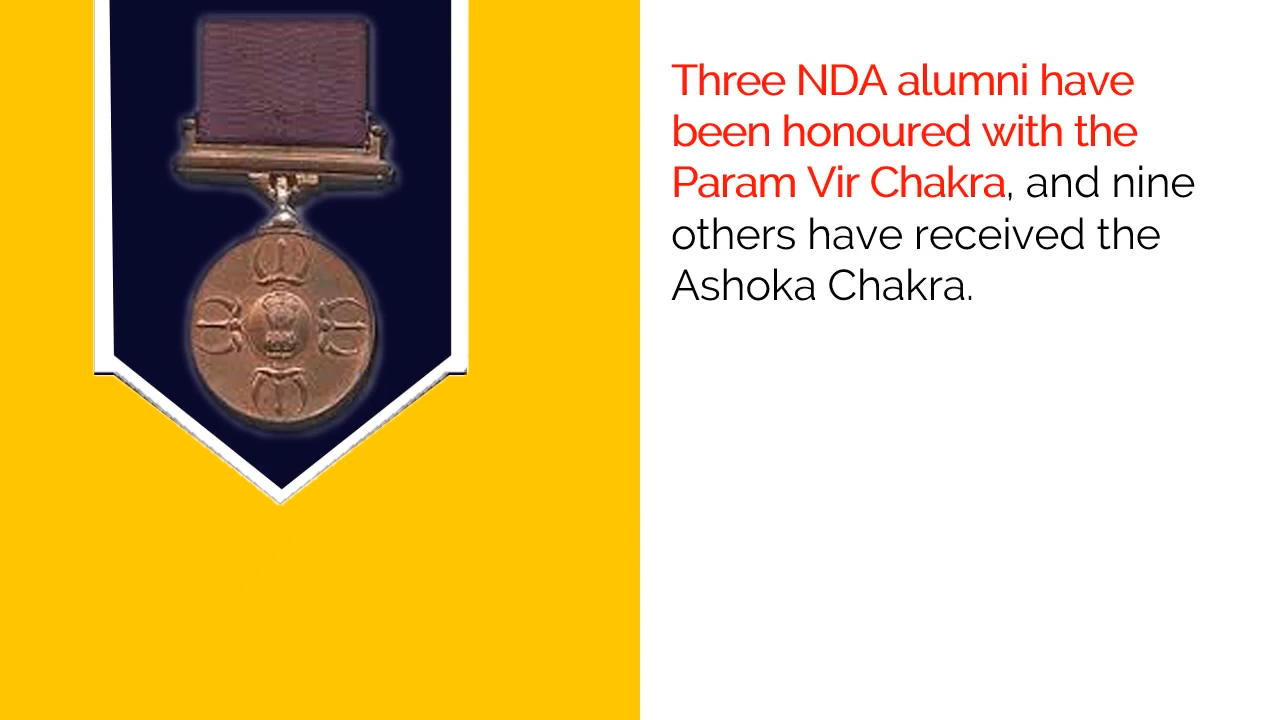 Three NDA alumni have
been honoured with the
Param Vir Chakra, and nine
others have received the
Ashoka Chakra.